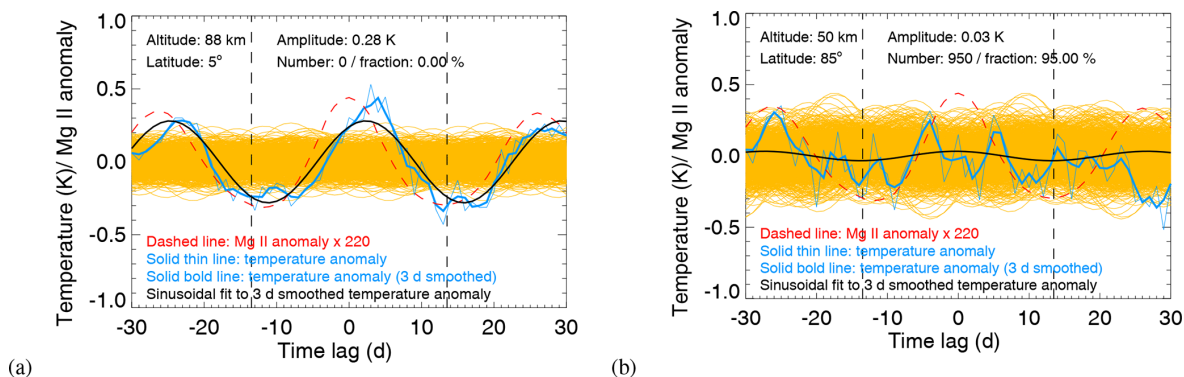 Altitude: 88 km
Amplitude: 0.28 K
Latitude: 5°
Number: 0 / fraction: 0.00 %
1.0
0.5
0.0
-0.5
-1.0
Temperature (K)/ Mg II anomaly
Dashed line: Mg II anomaly x 220
Solid thin line: temperature anomaly
Solid bold line: temperature anomaly (3 d smoothed)
Sinusoidal fit to 3 d smoothed temperature anomaly
-30 -20 -10 0 10 20 30
Time lag (d)
(a)
Altitude: 50 km
Amplitude: 0.03 K
Latitude: 85°
Number: 950 / fraction: 95.00 %
1.0
0.5
0.0
-0.5
-1.0
Temperature (K)/ Mg II anomaly
Dashed line: Mg II anomaly x 220
Solid thin line: temperature anomaly
Solid bold line: temperature anomaly (3 d smoothed)
Sinusoidal fit to 3 d smoothed temperature anomaly
-30 -20 -10 0 10 20 30
Time lag (d)
(b)